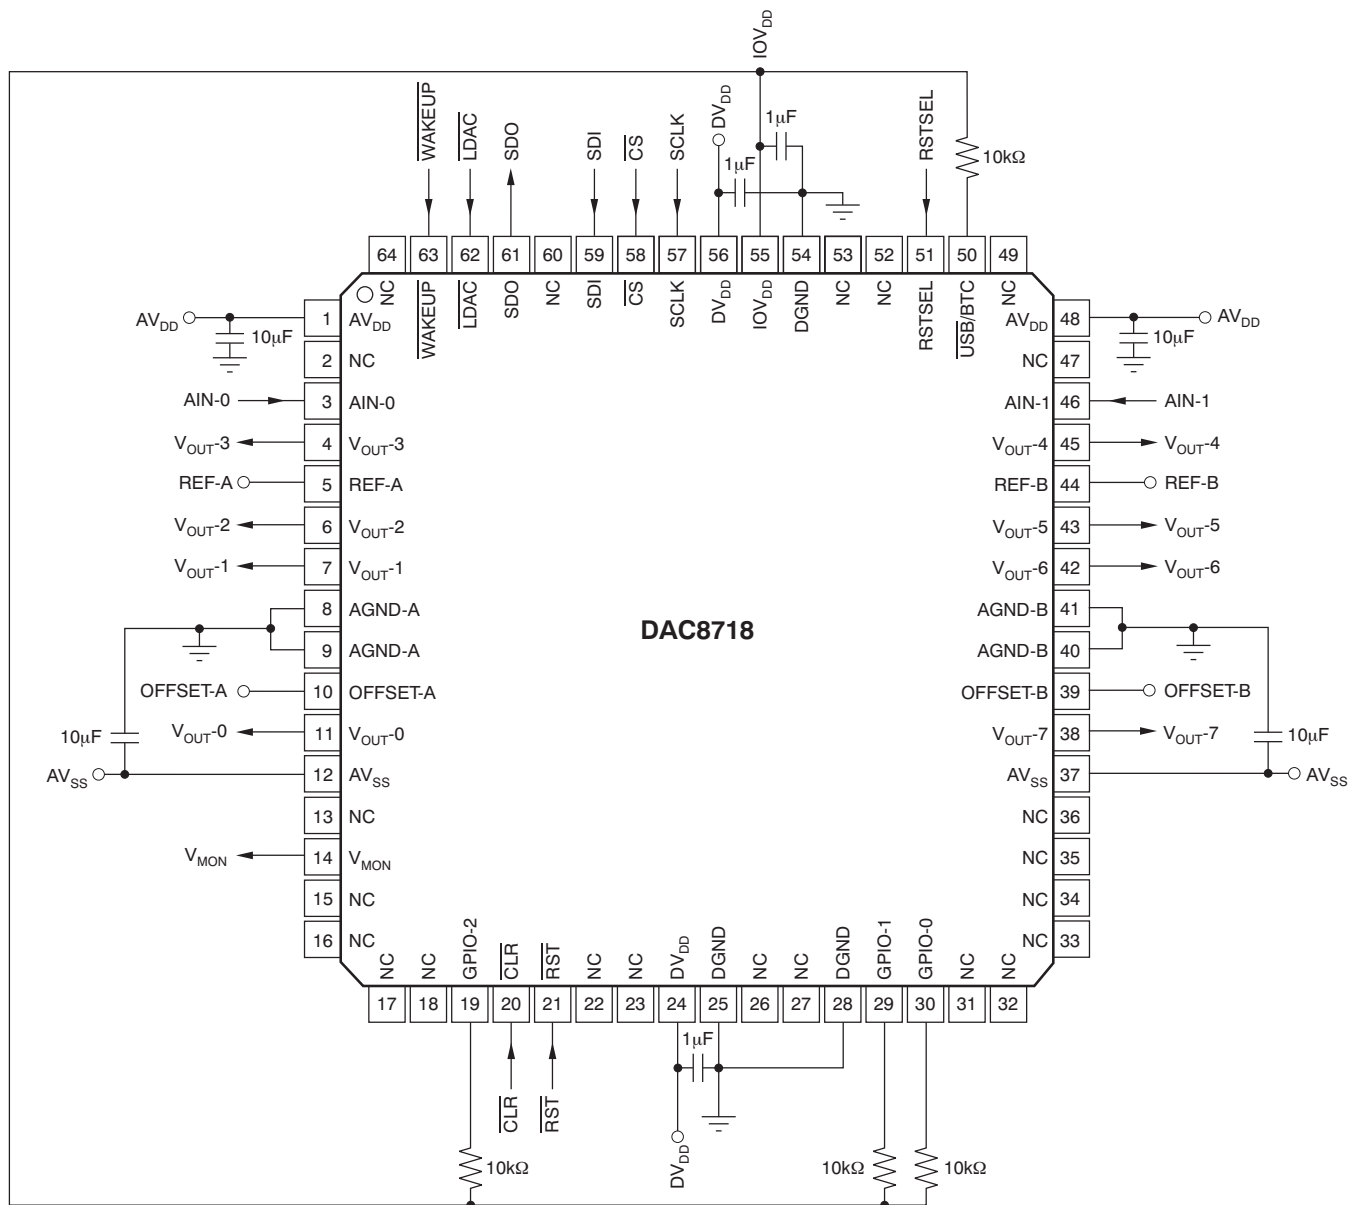 IOVDD
WAKEUP
LDAC
SDO
SDI
CS
SCLK
DVDD
1μF
1μF
RSTSEL
10kΩ
64 63 62 61 60 59 58 57 56 55 54 53 52 51 50 49
NC WAKEUP LDAC SDO NC SDI CS SCLK DVDD IOVDD DGND NC NC RSTSEL USB/BTC NC
AVDD 10μF 1 AVDD
2 NC
AIN-0 3 AIN-0
VOUT-3 4 VOUT-3
REF-A 5 REF-A
VOUT-2 6 VOUT-2
VOUT-1 7 VOUT-1
8 AGND-A
9 AGND-A
OFFSET-A 10 OFFSET-A
10μF VOUT-0 11 VOUT-0
AVSS 12 AVSS
13 NC
VMON 14 VMON
15 NC
16 NC
DAC8718
AVDD 48 10μF AVDD
NC 47
AIN-1 46 AIN-1
VOUT-4 45 VOUT-4
REF-B 44 REF-B
VOUT-5 43 VOUT-5
VOUT-6 42 VOUT-6
AGND-B 41
AGND-B 40
OFFSET-B 39 OFFSET-B
VOUT-7 38 VOUT-7 10μF
AVSS 37 AVSS
NC 36
NC 35
NC 34
NC 33
NC NC GPIO-2 CLR RST NC NC DVDD DGND NC NC DGND GPIO-1 GPIO-0 NC NC
17 18 19 20 21 22 23 24 25 26 27 28 29 30 31 32
1μF
CLR
RST
DVDD
10kΩ
10kΩ
10kΩ